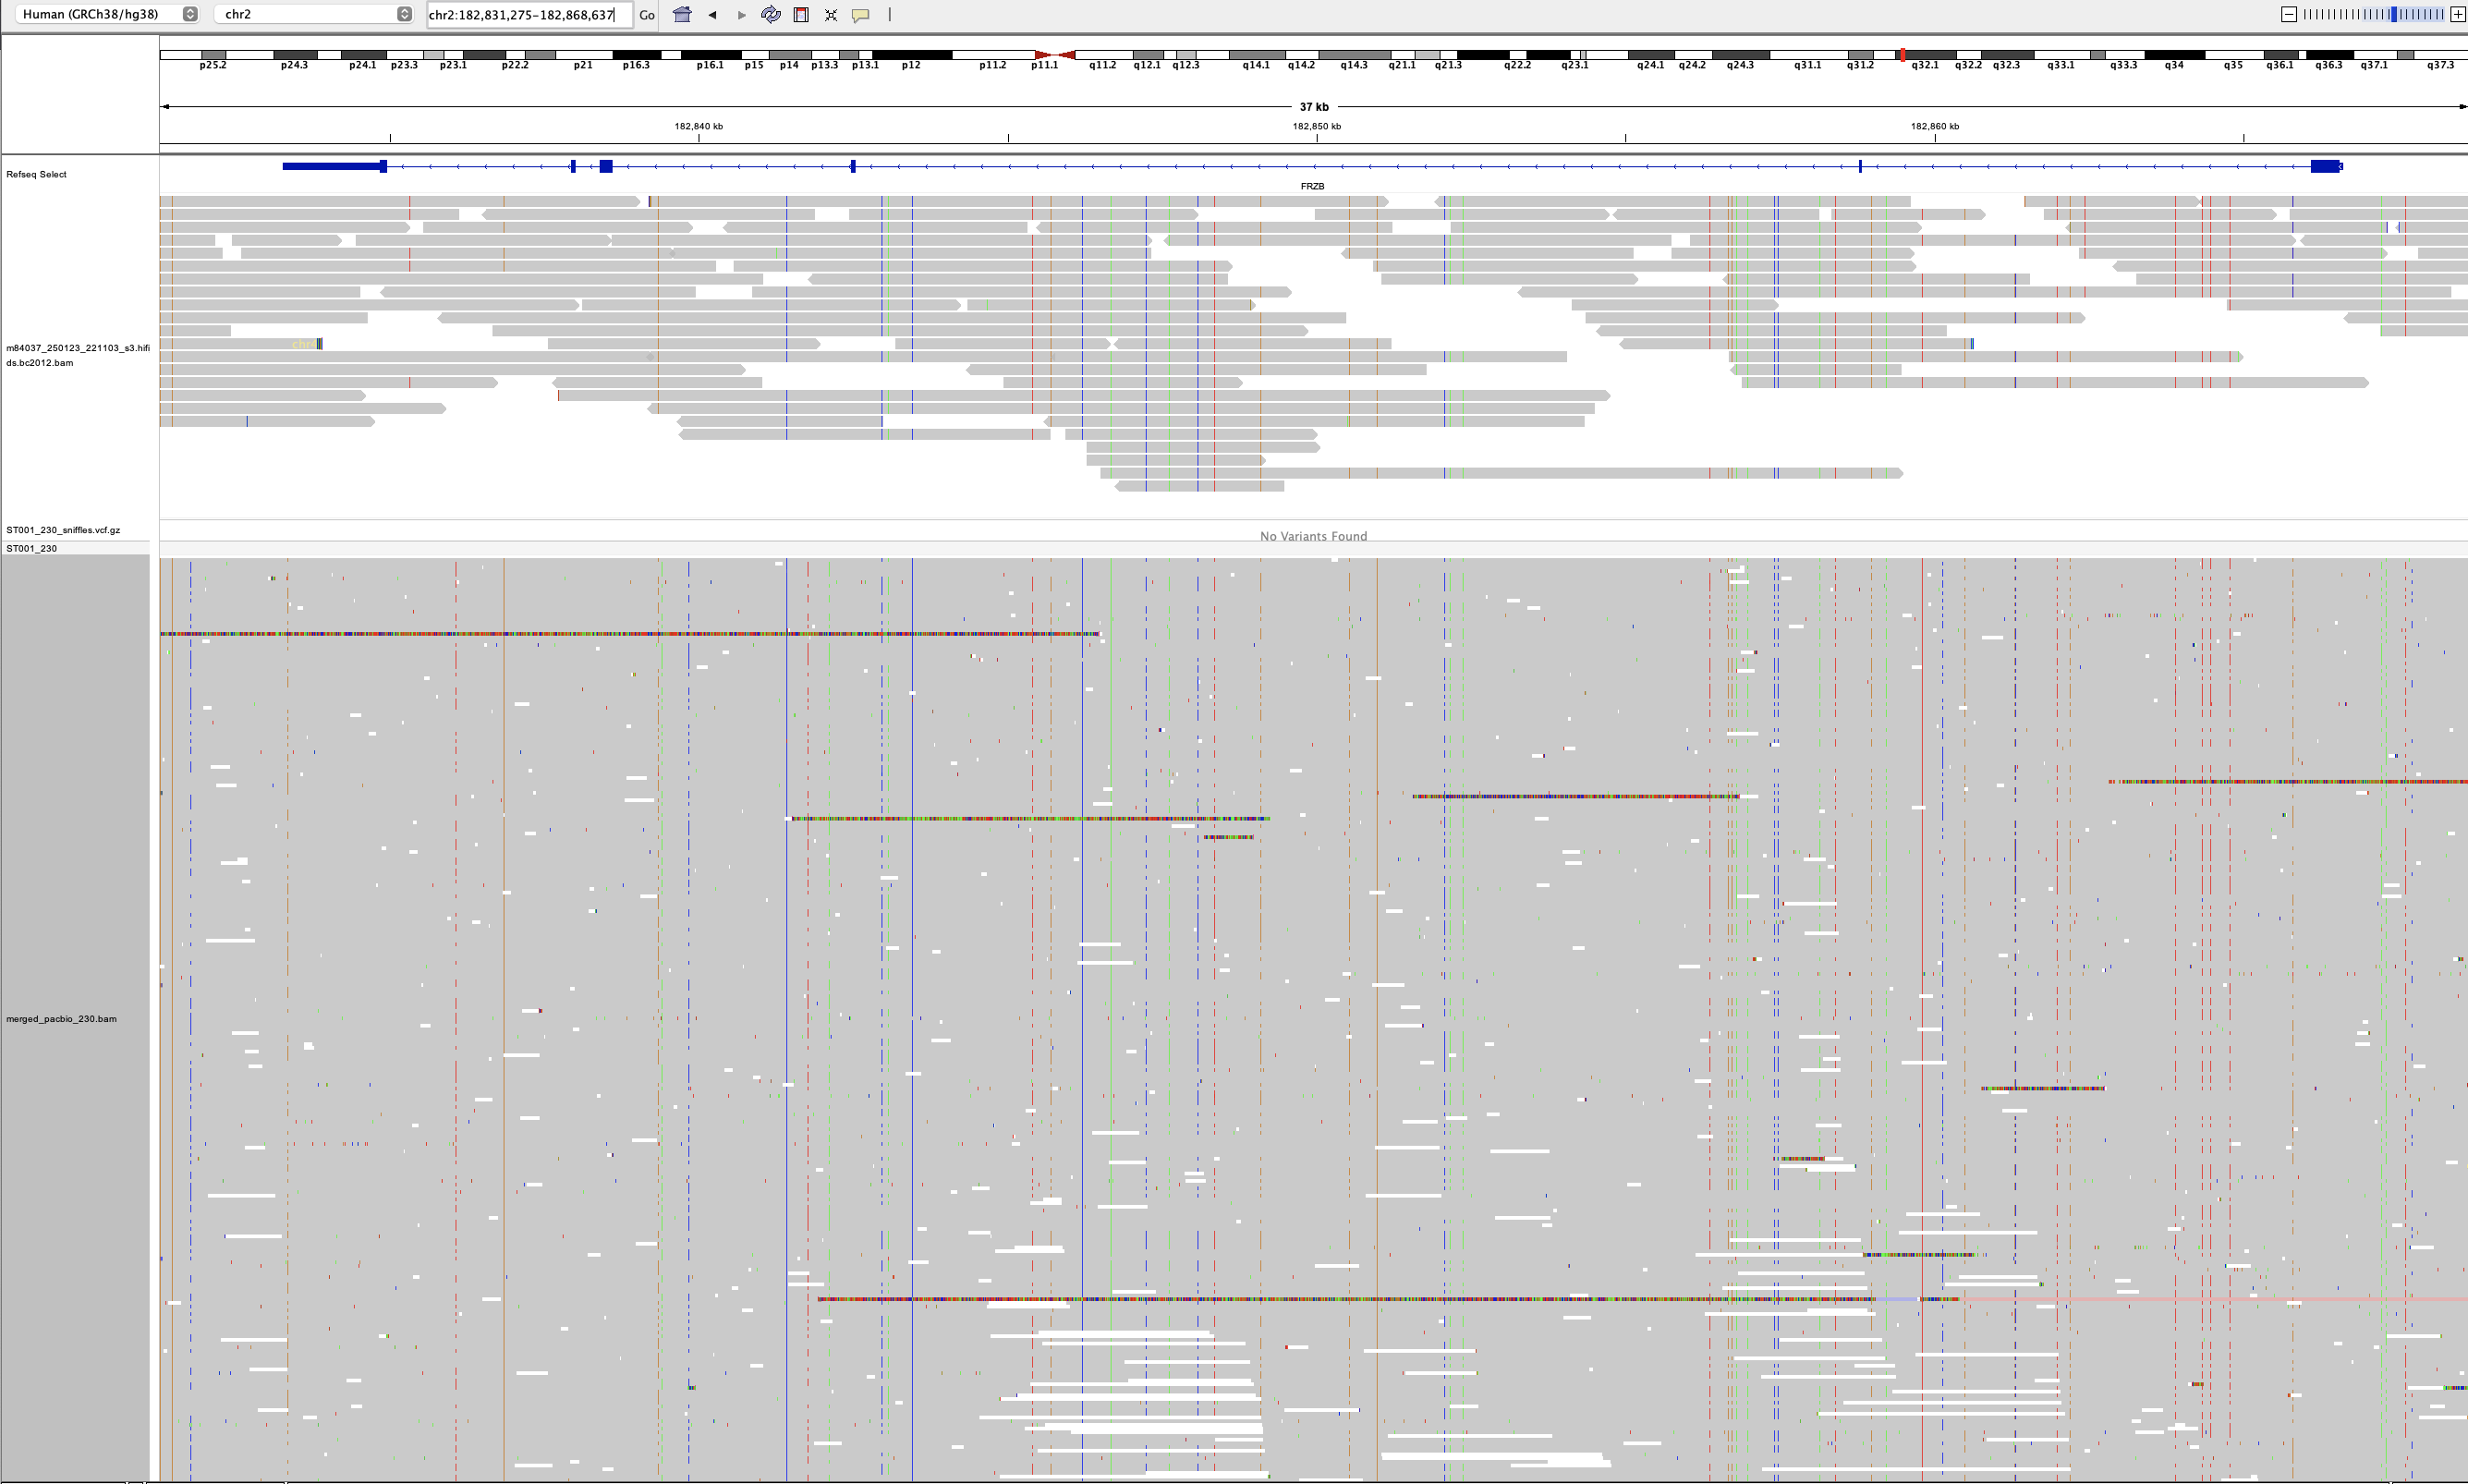 Human (GRCh38/hg38) chr2 chr2:182,831,275-182,868,637 Go
p25.2 p24.3 p24.1 p23.3 p23.1 p22.2 p21 p16.3 p16.1 p15 p14 p13.3 p13.1 p12 p11.2 p11.1 q11.2 q12.1 q12.3 q14.1 q14.2 q14.3 q21.1 q21.3 q22.2 q23.1 q24.1 q24.2 q24.3 q31.1 q31.2 q32.1 q32.2 q32.3 q33.1 q33.3 q34 q35 q36.1 q36.3 q37.1 q37.3
37 kb
182,840 kb 182,850 kb 182,860 kb
Refseq Select
FRZB
m84037_250123_221103_s3.hifi
ds.bc2012.bam
chr
ST001_230_sniffles.vcf.gz
No Variants Found
ST001_230
merged_pacbio_230.bam